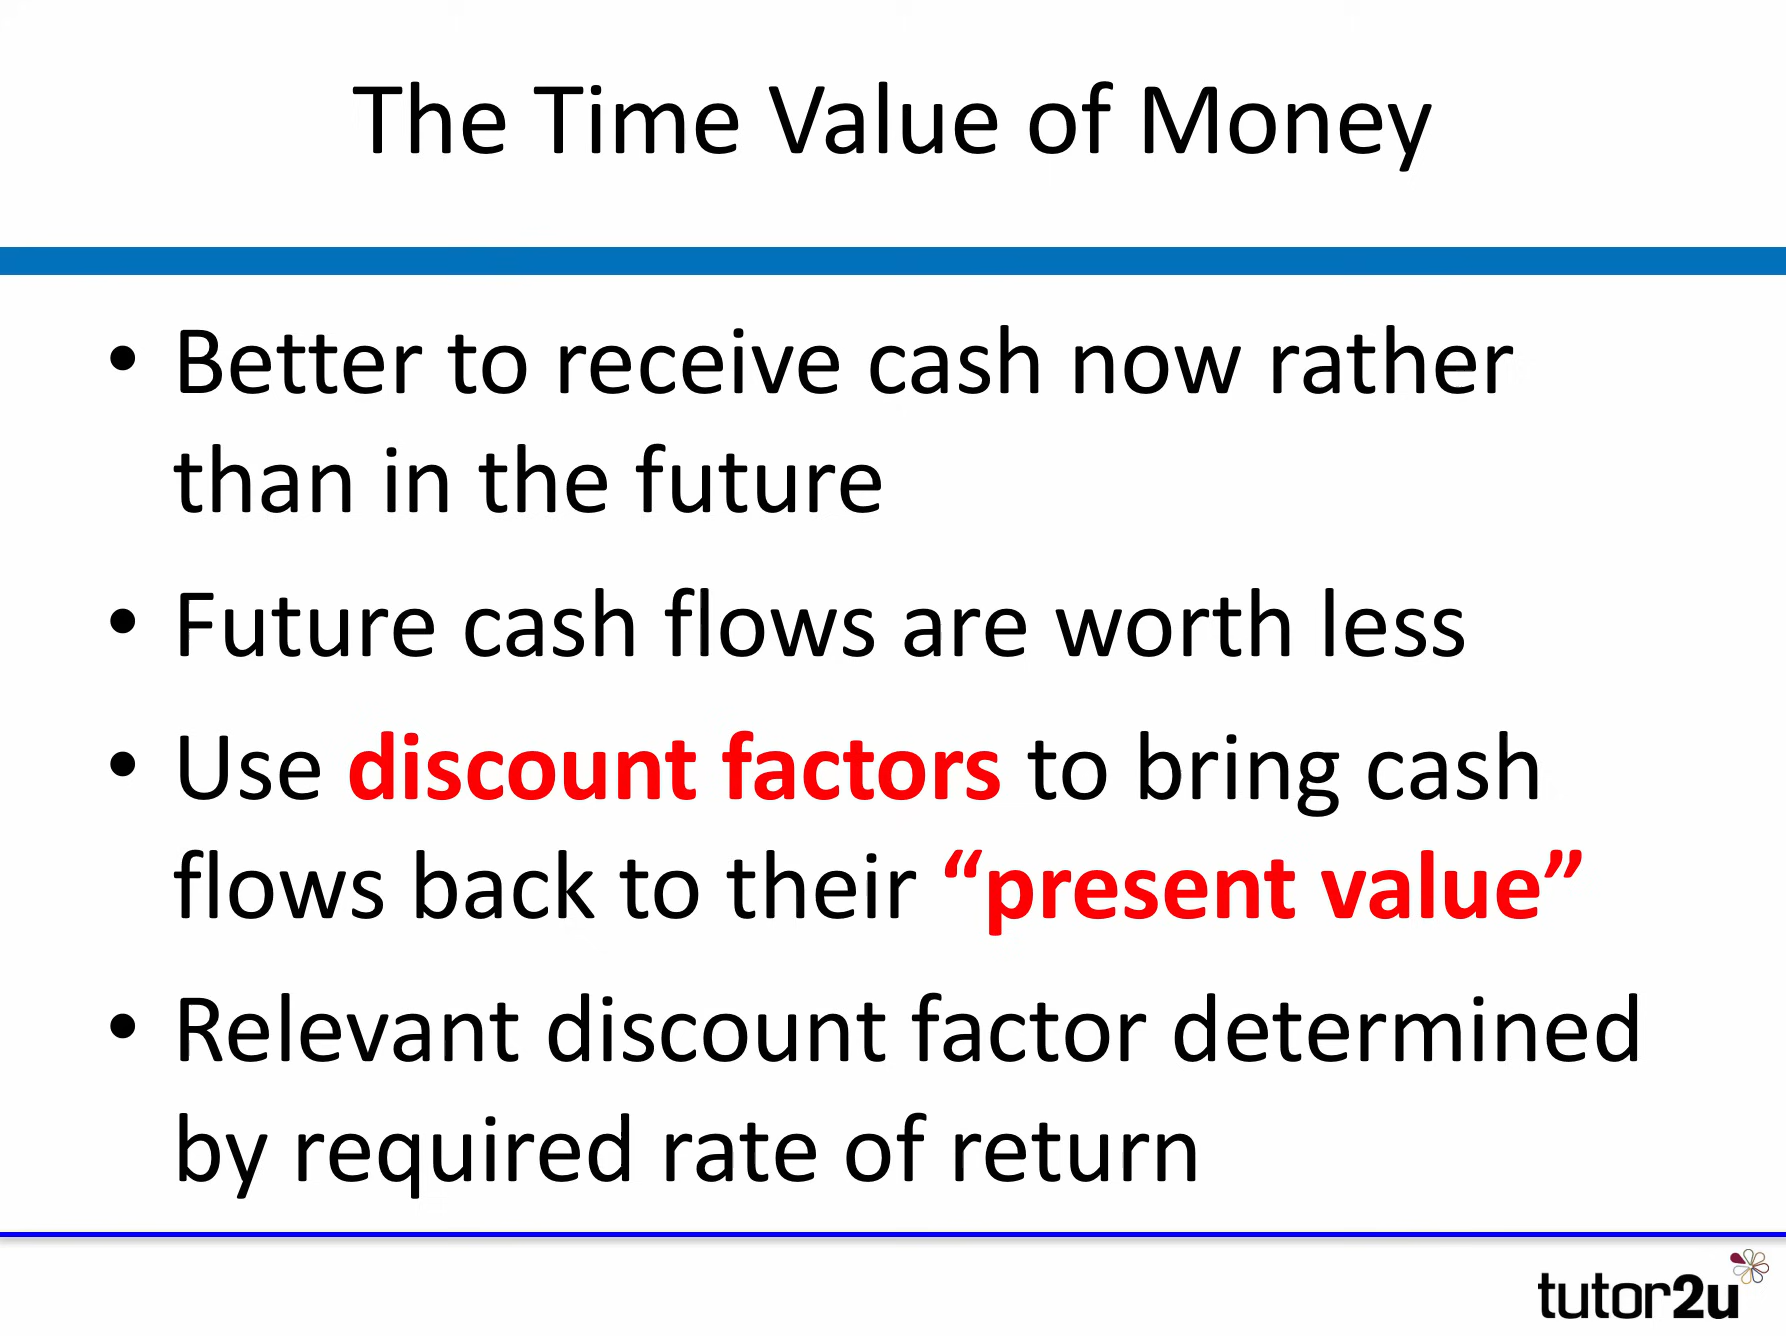 The Time Value of Money
• Better to receive cash now rather
than in the future
• Future cash flows are worth less
• Use discount factors to bring cash
flows back to their “present value”
• Relevant discount factor determined
by required rate of return
tutor2u